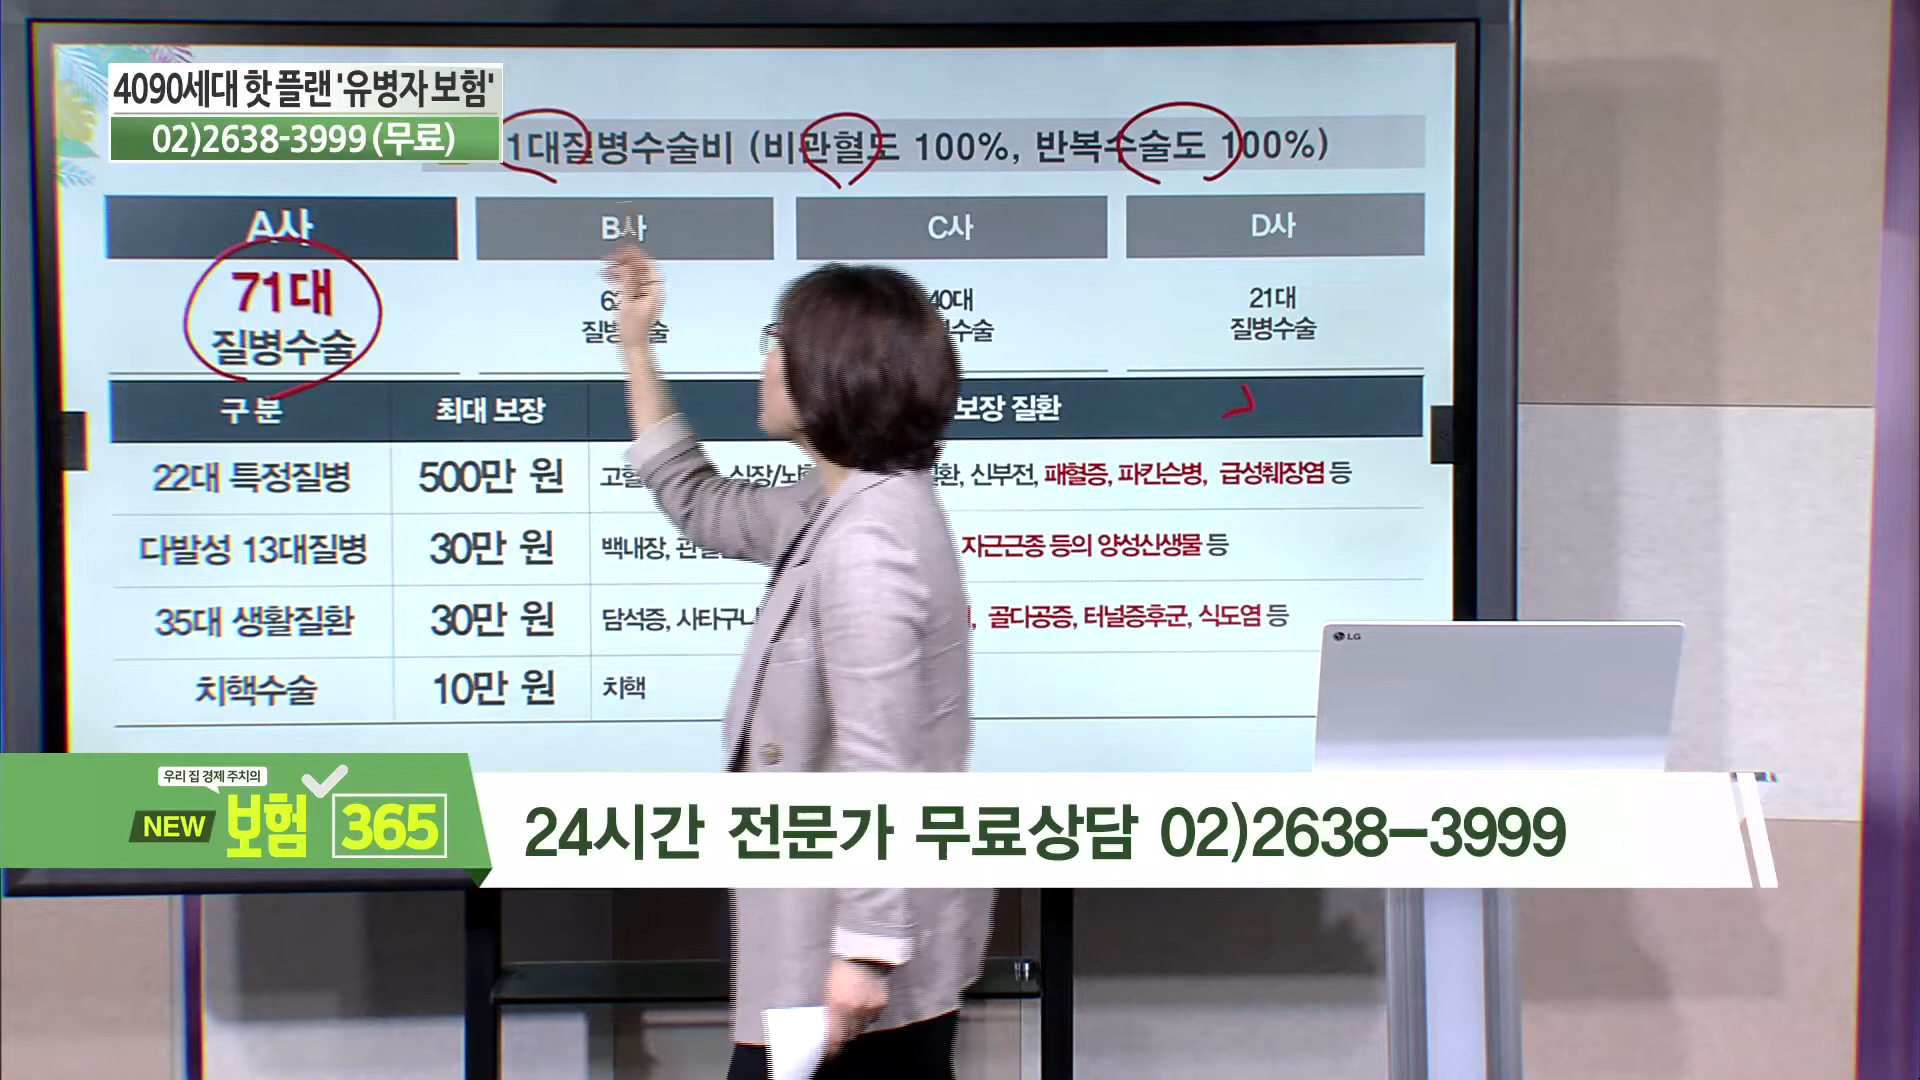 4090세대 핫 플랜 '유병자 보험'
02)2638-3999 (무료)
1대질병수술비 (비관혈도 100%, 반복수술도 100%)
A사 B사 C사 D사
71대 40대 21대
질병수술 질병수술
구 분 최대 보장 보장 질환
22대 특정질병 500만 원 신부전, 패혈증, 파킨슨병, 급성췌장염 등
다발성 13대질병 30만 원 백내장, 자근근종 등의 양성신생물 등
35대 생활질환 30만 원 담석증, 골다공증, 터널증후군, 식도염 등
치핵수술 10만 원 치핵
LG
우리 집 경제 주치의
NEW 보험 365
24시간 전문가 무료상담 02)2638-3999